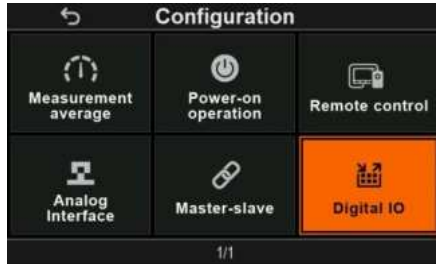 Configuration
Measurement
average
Power-on
operation
Remote control
Analog
Interface
Master-slave
Digital IO
1/1